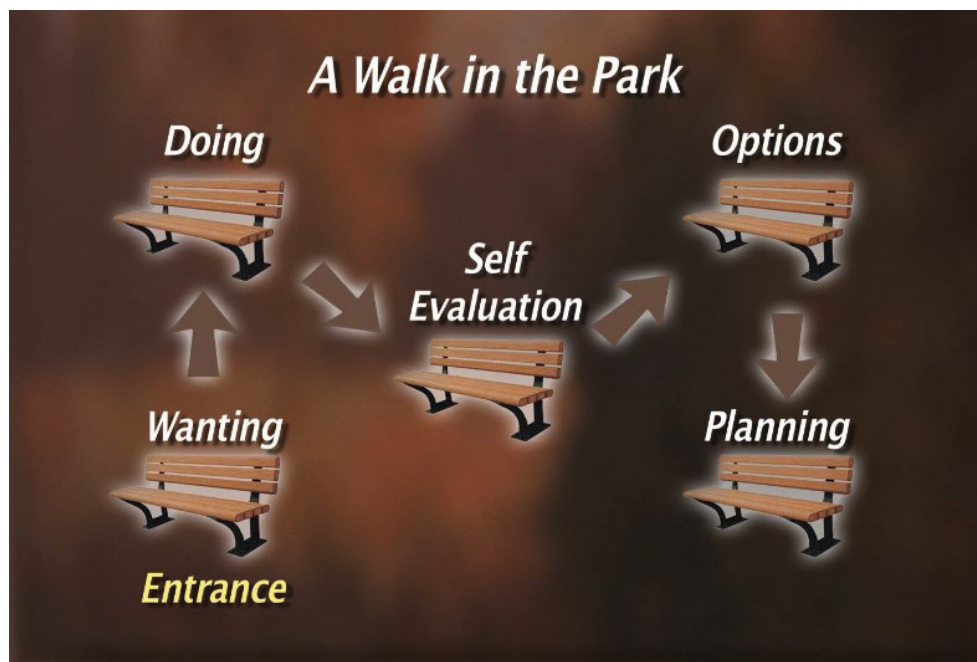 A Walk in the Park
Doing
Options
Self
Evaluation
Wanting
Planning
Entrance